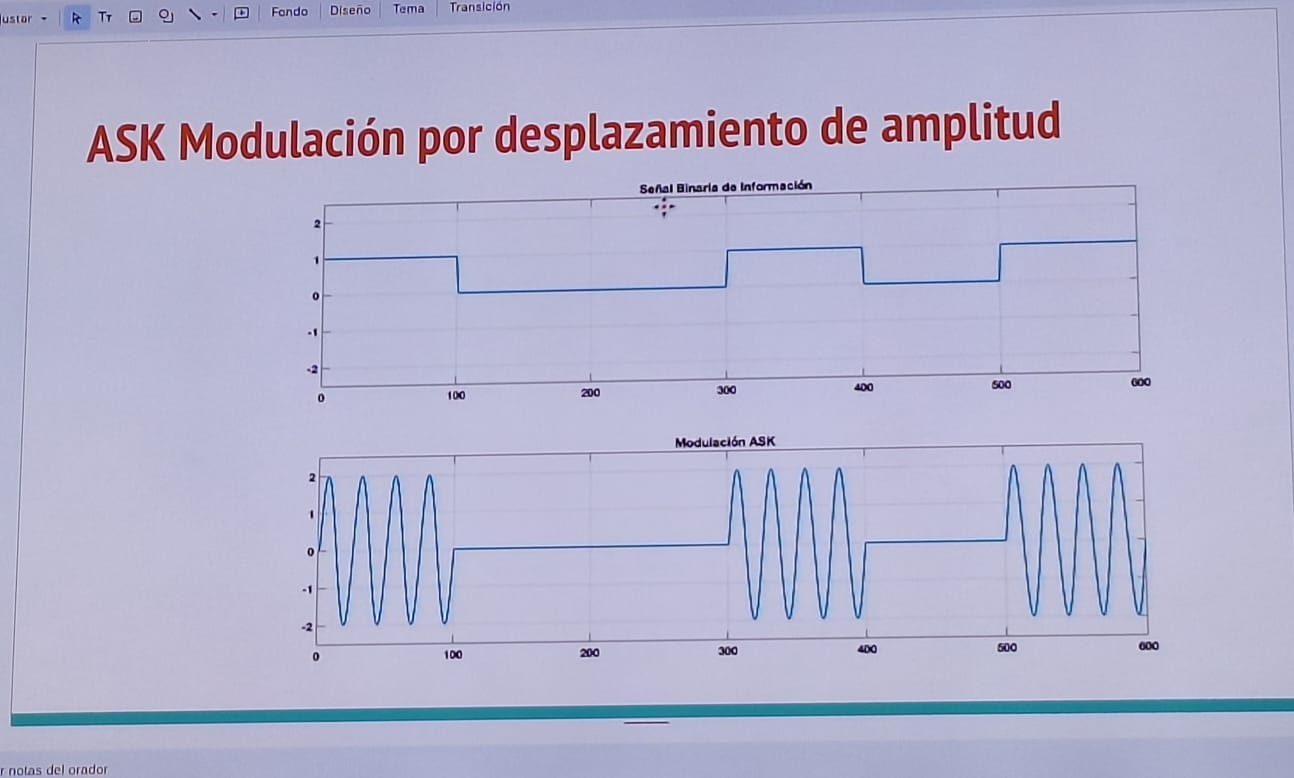 Fondo Diseño Tema Transición
ASK Modulación por desplazamiento de amplitud
Señal Binaria de Información
2
1
0
-1
-2
0 100 200 300 400 500 600
Modulación ASK
2
1
0
-1
-2
0 100 200 300 400 500 600
notas del orador